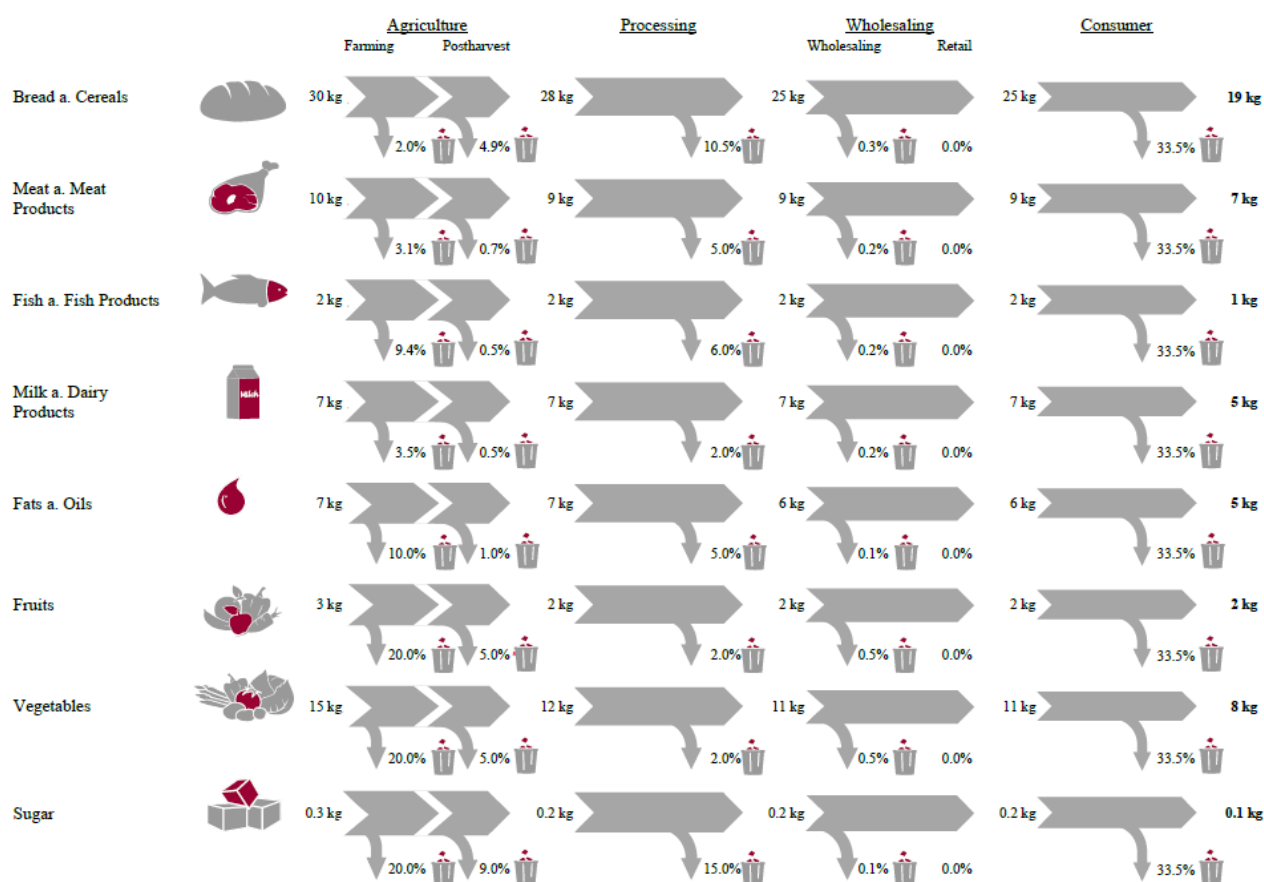 Agriculture Processing Wholesaling Consumer
Farming Postharvest Wholesaling Retail
Bread a. Cereals 30 kg 28 kg 25 kg 25 kg 19 kg
2.0% 4.9% 10.5% 0.3% 0.0% 33.5%
Meat a. Meat
Products 10 kg 9 kg 9 kg 9 kg 7 kg
3.1% 0.7% 5.0% 0.2% 0.0% 33.5%
Fish a. Fish Products 2 kg 2 kg 2 kg 2 kg 1 kg
9.4% 0.5% 6.0% 0.2% 0.0% 33.5%
Milk a. Dairy
Products Milch 7 kg 7 kg 7 kg 7 kg 5 kg
3.5% 0.5% 2.0% 0.2% 0.0% 33.5%
Fats a. Oils 7 kg 7 kg 6 kg 6 kg 5 kg
10.0% 1.0% 5.0% 0.1% 0.0% 33.5%
Fruits 3 kg 2 kg 2 kg 2 kg 2 kg
20.0% 5.0% 2.0% 0.5% 0.0% 33.5%
Vegetables 15 kg 12 kg 11 kg 11 kg 8 kg
20.0% 5.0% 2.0% 0.5% 0.0% 33.5%
Sugar 0.3 kg 0.2 kg 0.2 kg 0.2 kg 0.1 kg
20.0% 9.0% 15.0% 0.1% 0.0% 33.5%